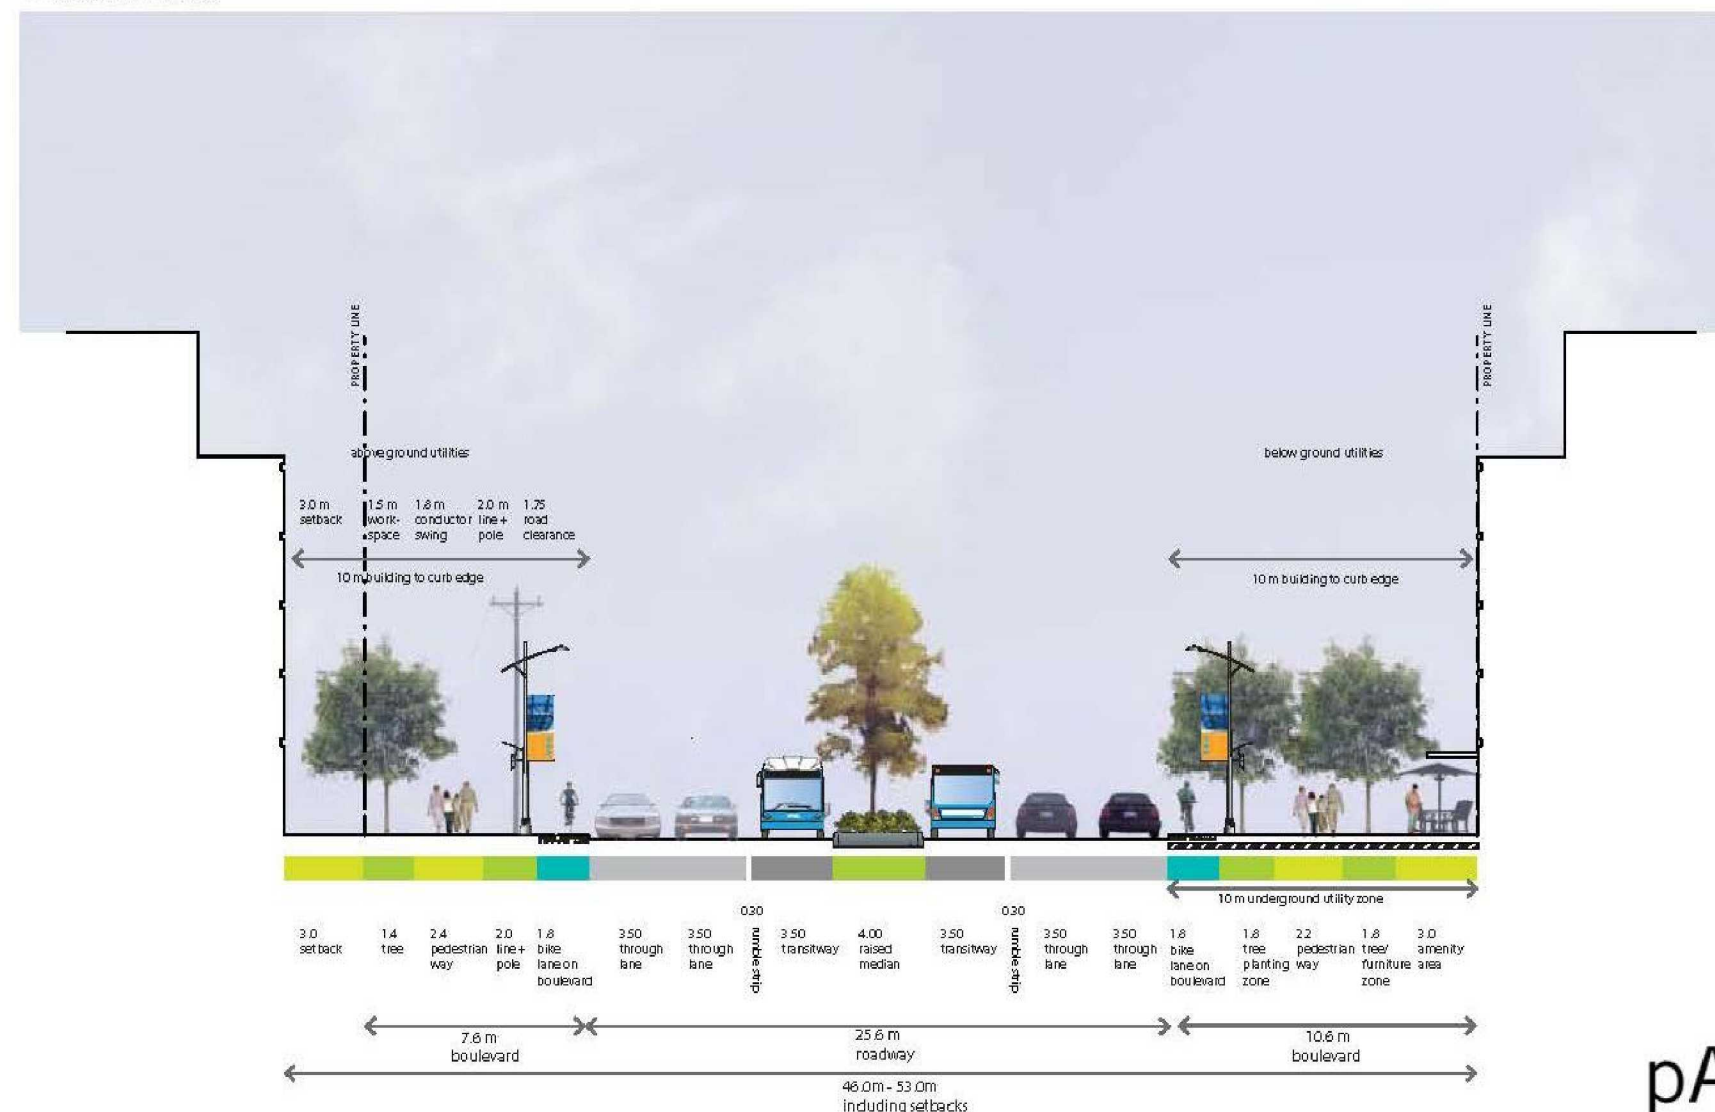 PROPERTY LINE
PROPERTY LINE
above ground utilities
below ground utilities
3.0 m setback
1.5 m work-space
1.8 m conductor swing
2.0 m line + pole
1.75 road clearance
10 m building to curb edge
10 m building to curb edge
10 m underground utility zone
3.0 setback
1.4 tree
2.4 pedestrian way
2.0 line + pole
1.8 bike lane on boulevard
3.50 through lane
3.50 through lane
0.30 rumble strip
3.50 transitway
4.00 raised median
3.50 transitway
0.30 rumble strip
3.50 through lane
3.50 through lane
1.8 bike lane on boulevard
1.8 tree planting zone
2.2 pedestrian way
1.8 tree/ furniture zone
3.0 amenity area
7.6 m
boulevard
25.6 m
roadway
10.6 m
boulevard
46.0m - 53.0m
including setbacks
pA